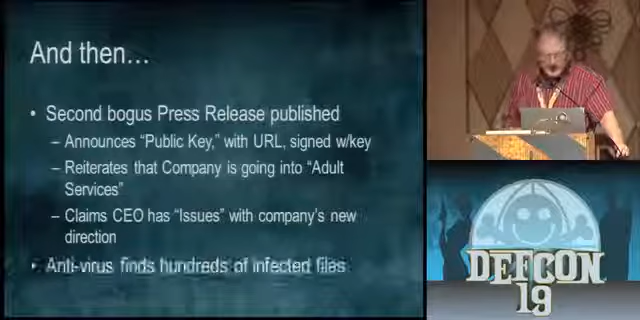 And then...
• Second bogus Press Release published
– Announces “Public Key,” with URL, signed w/key
– Reiterates that Company is going into “Adult
Services”
– Claims CEO has “Issues” with company’s new
direction
• Anti-virus finds hundreds of infected files
DEFCON
19